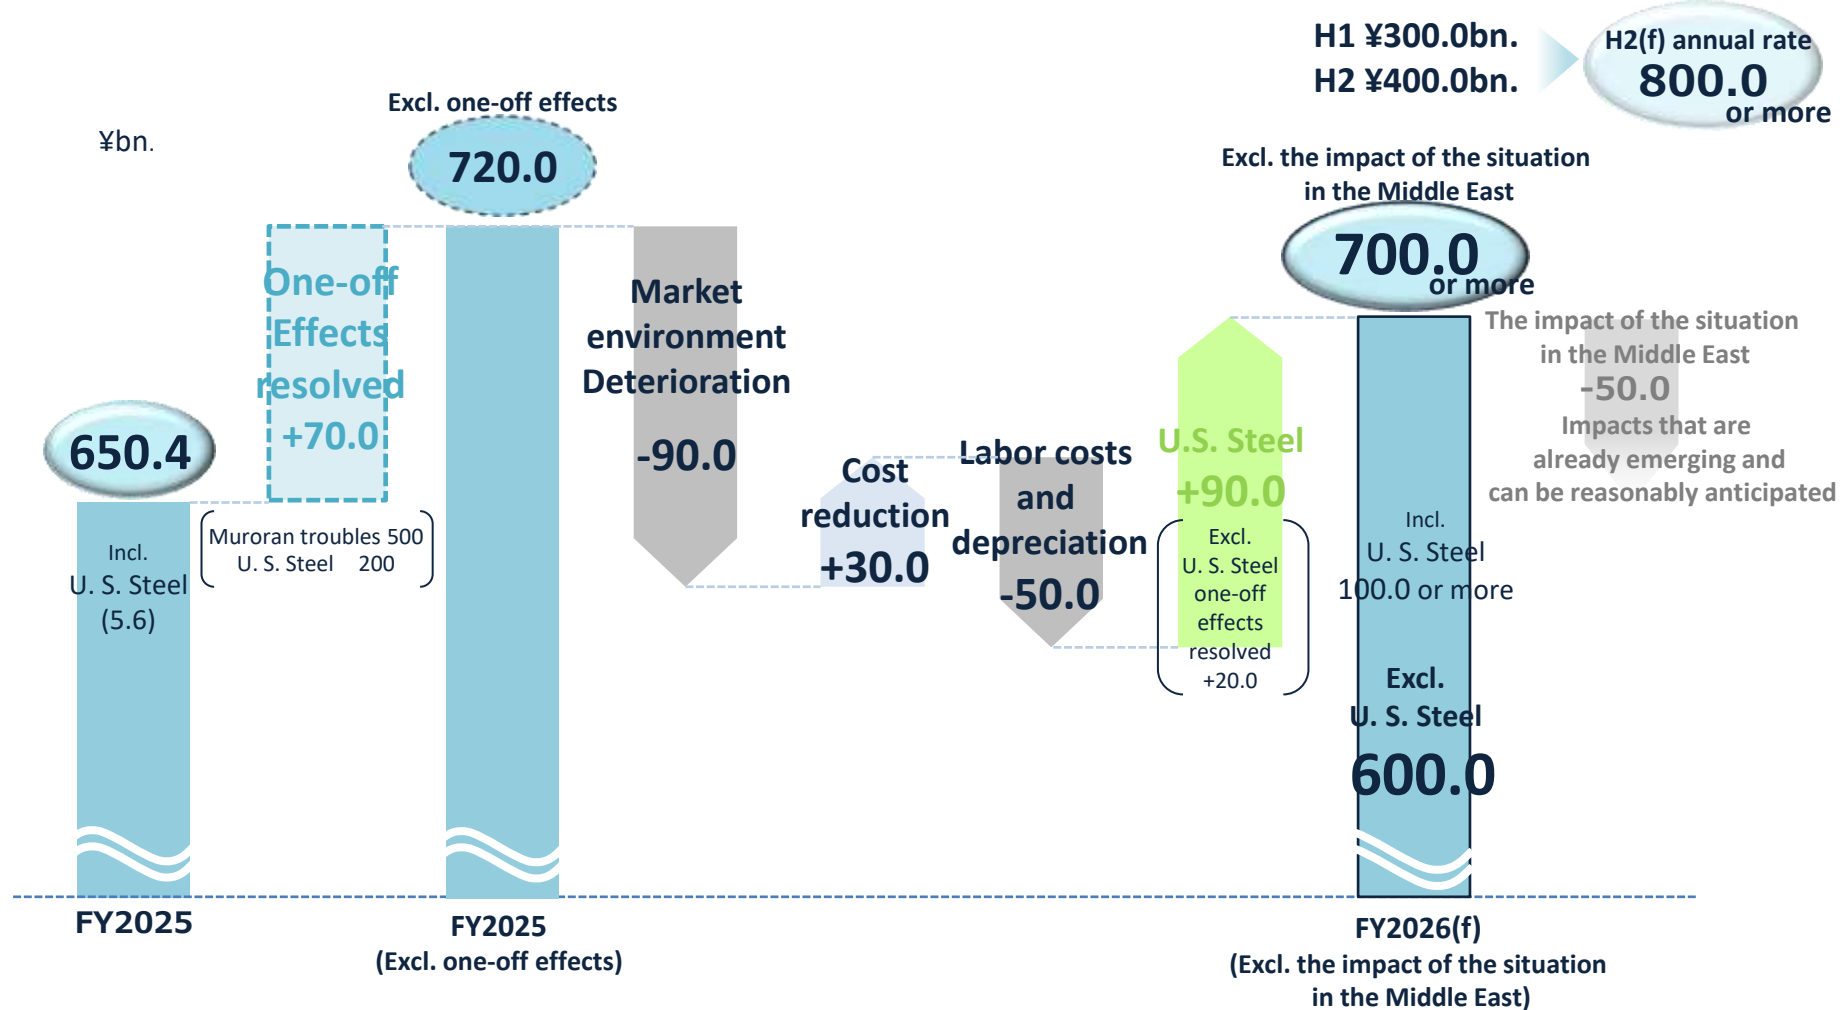 H1 ¥300.0bn.
H2 ¥400.0bn.
H2(f) annual rate
800.0
or more
Excl. one-off effects
720.0
¥bn.
Excl. the impact of the situation
in the Middle East
700.0
or more
One-off
Effects
resolved
+70.0
Market
environment
Deterioration
-90.0
The impact of the situation
in the Middle East
-50.0
Impacts that are
already emerging and
can be reasonably anticipated
650.4
Cost
reduction
+30.0
Labor costs
and
depreciation
-50.0
U.S. Steel
+90.0
Excl.
U. S. Steel
one-off
effects
resolved
+20.0
Muroran troubles 500
U. S. Steel 200
Incl.
U. S. Steel
(5.6)
Incl.
U. S. Steel
100.0 or more
Excl.
U. S. Steel
600.0
FY2025
FY2025
(Excl. one-off effects)
FY2026(f)
(Excl. the impact of the situation
in the Middle East)